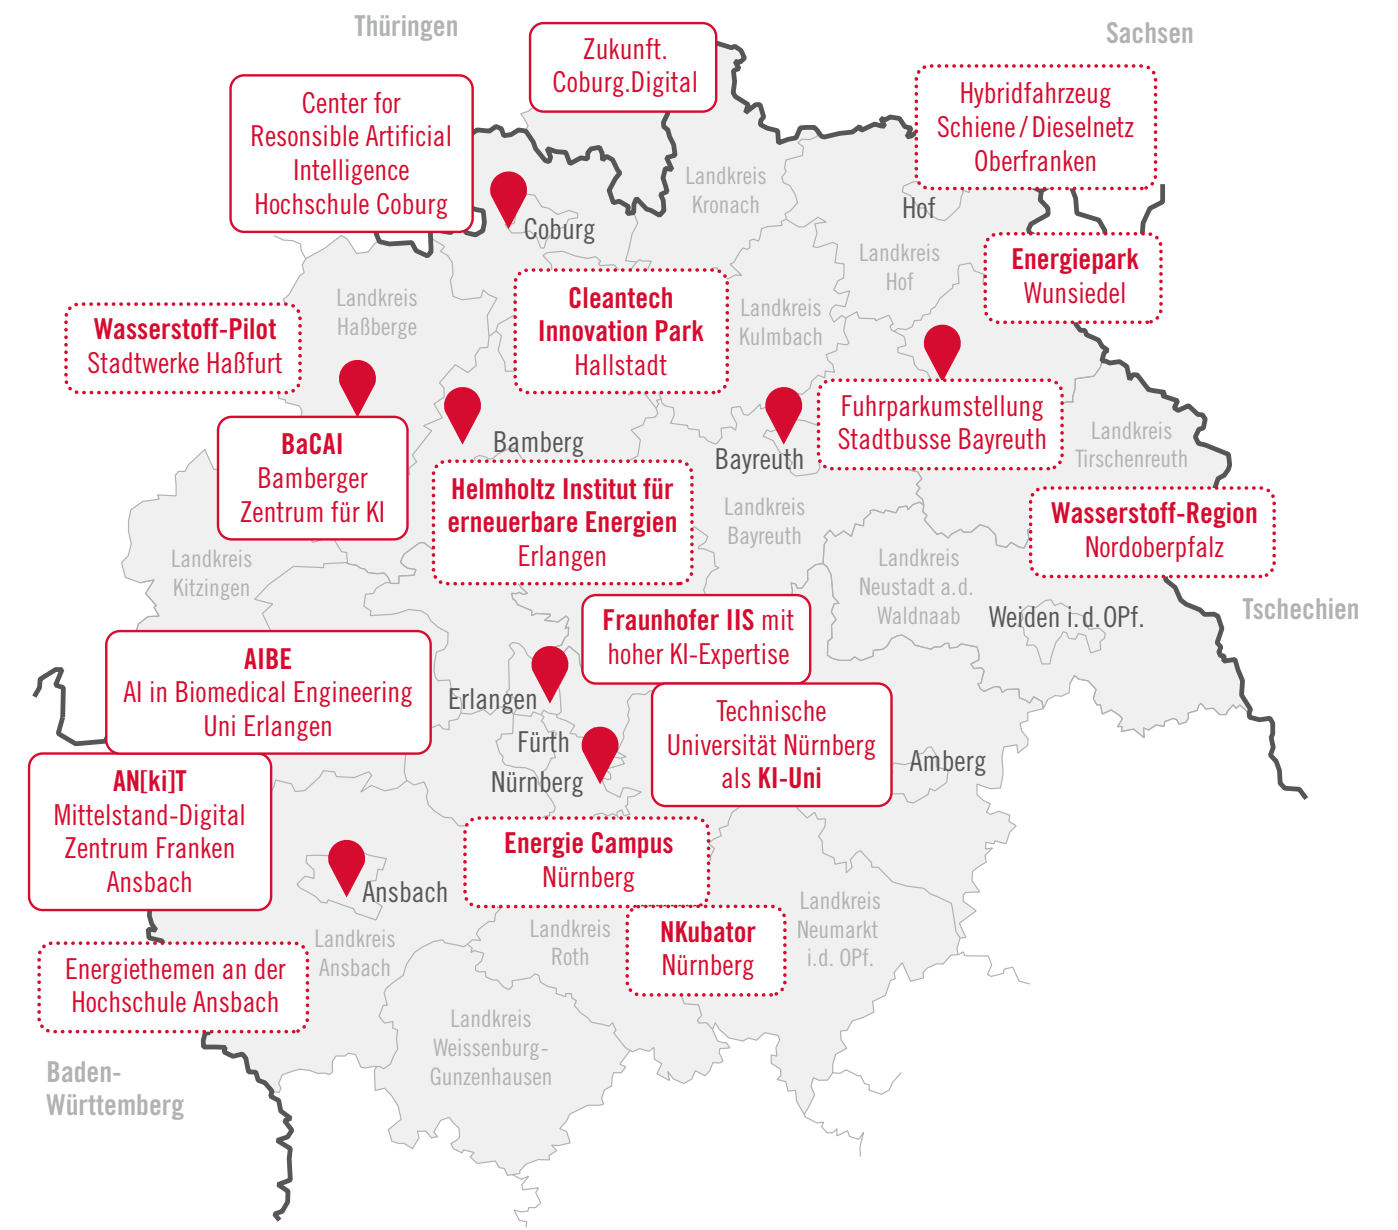 Thüringen
Sachsen
Zukunft.
Coburg.Digital
Center for
Resonsible Artificial
Intelligence
Hochschule Coburg
Hybridfahrzeug
Schiene / Dieselnetz
Oberfranken
Landkreis
Kronach
Hof
Coburg
Landkreis
Hof
Energiepark
Wunsiedel
Landkreis
Haßberge
Cleantech
Innovation Park
Hallstadt
Landkreis
Kulmbach
Wasserstoff-Pilot
Stadtwerke Haßfurt
Fuhrparkumstellung
Stadtbusse Bayreuth
BaCAI
Bamberger
Zentrum für KI
Bamberg
Bayreuth
Landkreis
Tirschenreuth
Helmholtz Institut für
erneuerbare Energien
Erlangen
Landkreis
Bayreuth
Wasserstoff-Region
Nordoberpfalz
Landkreis
Kitzingen
Landkreis
Neustadt a.d.
Waldnaab
Weiden i.d.OPf.
Tschechien
Fraunhofer IIS mit
hoher KI-Expertise
AIBE
AI in Biomedical Engineering
Uni Erlangen
Erlangen
Technische
Universität Nürnberg
als KI-Uni
Fürth
Nürnberg
Amberg
AN[ki]T
Mittelstand-Digital
Zentrum Franken
Ansbach
Energie Campus
Nürnberg
Ansbach
Landkreis
Ansbach
Landkreis
Roth
NKubator
Nürnberg
Landkreis
Neumarkt
i.d. OPf.
Energiethemen an der
Hochschule Ansbach
Landkreis
Weissenburg-
Gunzenhausen
Baden-
Württemberg